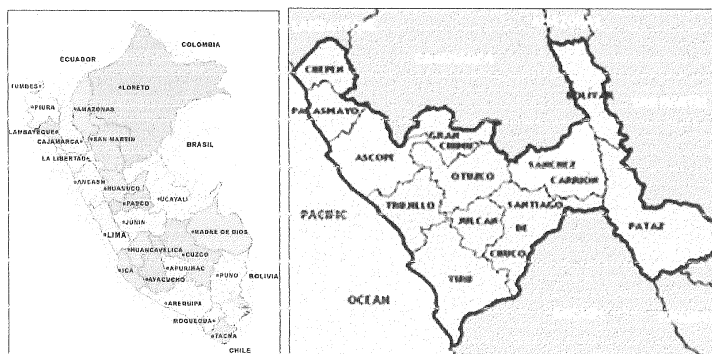 COLOMBIA
ECUADOR
TUMBES
LORETO
PIURA
AMAZONAS
LAMBAYEQUE
SAN MARTIN
CAJAMARCA
LA LIBERTAD
BRASIL
ANCASH
HUANUCO
PASCO
UCAYALI
JUNIN
LIMA
MADRE DE DIOS
HUANCAVELICA
CUZCO
ICA
APURIMAC
PUNO
BOLIVIA
AYACUCHO
AREQUIPA
MOQUEGUA
TACNA
CHILE
CHEPEN
PACASMAYO
BOLIVAR
GRAN
CHIMU
ASCOPE
SANCHEZ
CARRION
OTUZCO
TRUJILLO
SANTIAGO
DE
CHUCO
JULCAN
PATAZ
PACIFIC
OCEAN
VIRU